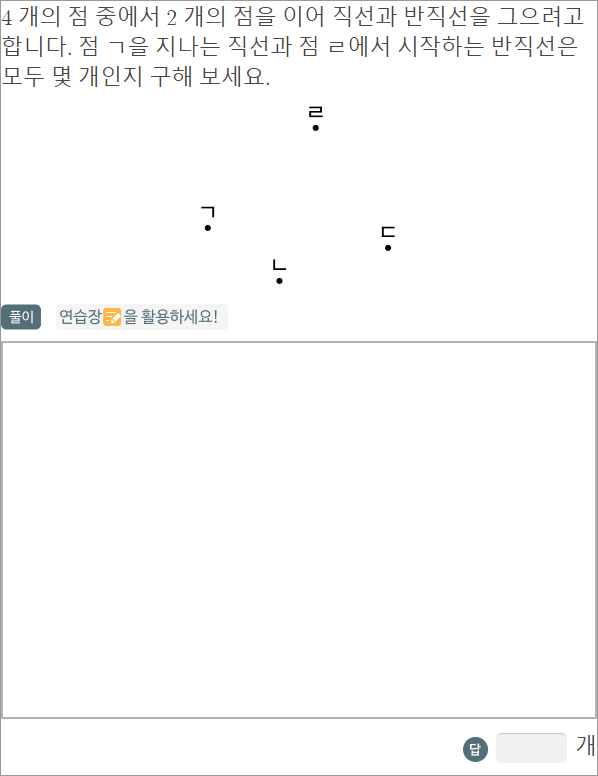 4 개의 점 중에서 2 개의 점을 이어 직선과 반직선을 그으려고
합니다. 점 ㄱ을 지나는 직선과 점 ㄹ에서 시작하는 반직선은
모두 몇 개인지 구해 보세요.
ㄹ
ㄱ
ㄷ
ㄴ
풀이 연습장을 활용하세요!
답 개